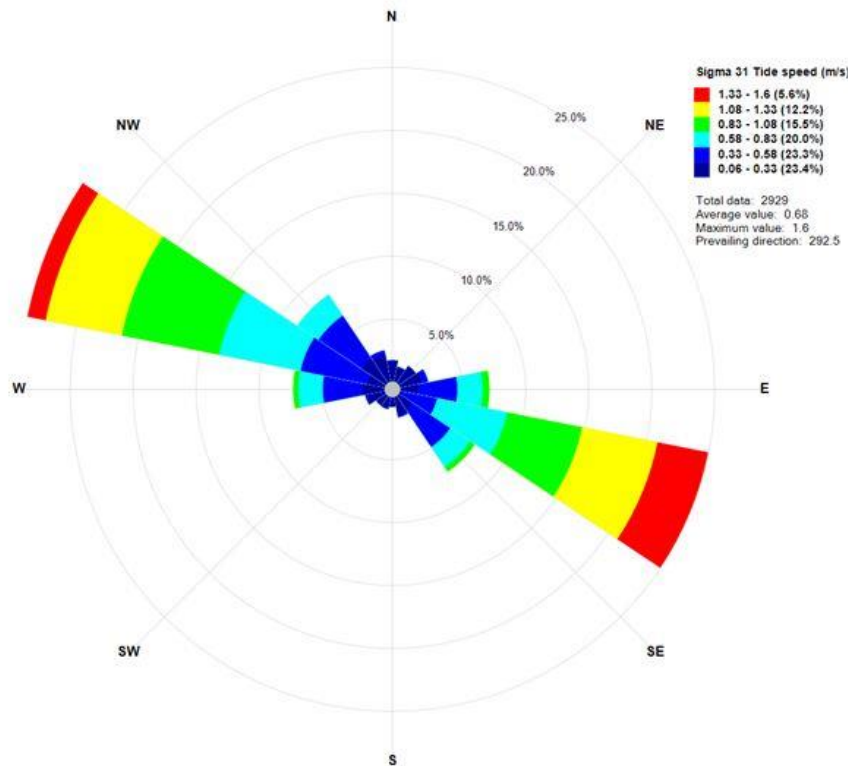 N
NW
NE
25.0%
20.0%
15.0%
10.0%
5.0%
W
E
SW
SE
S
Sigma 31 Tide speed (m/s)
1.33 - 1.6 (5.6%)
1.08 - 1.33 (12.2%)
0.83 - 1.08 (15.5%)
0.58 - 0.83 (20.0%)
0.33 - 0.58 (23.3%)
0.06 - 0.33 (23.4%)
Total data: 2929
Average value: 0.68
Maximum value: 1.6
Prevailing direction: 292.5